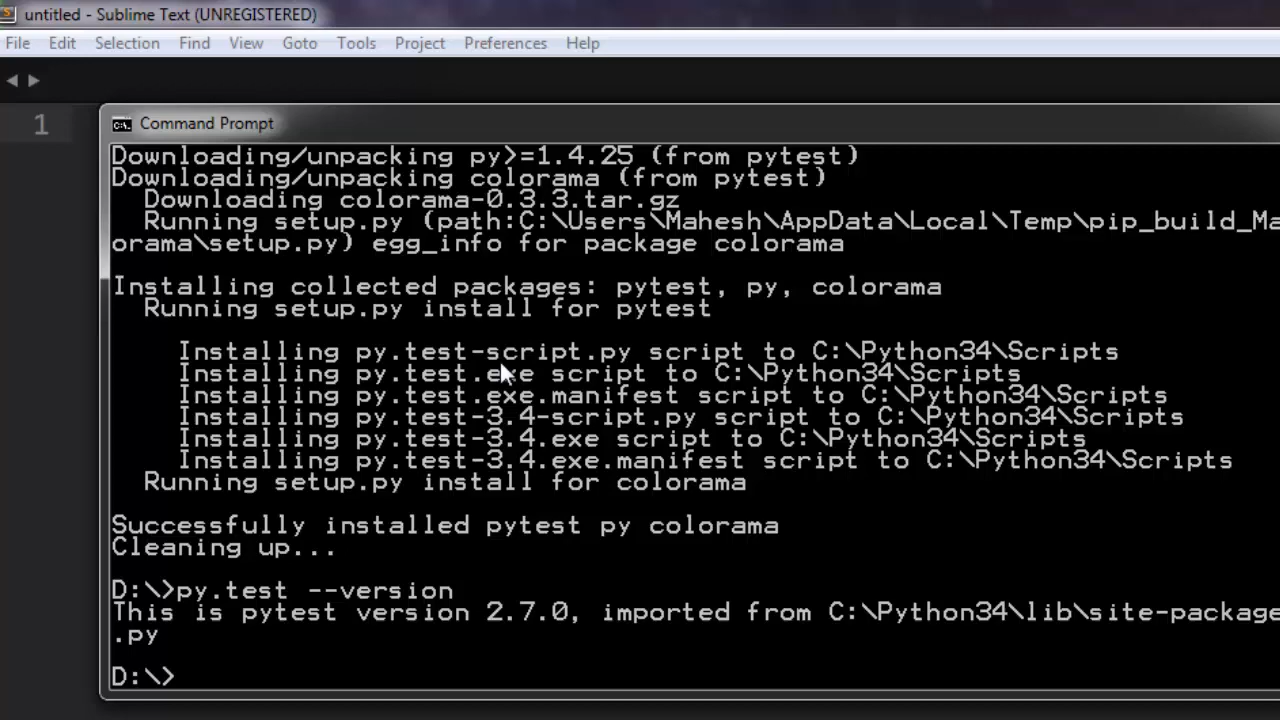 untitled - Sublime Text (UNREGISTERED)
File Edit Selection Find View Goto Tools Project Preferences Help
1
C:\. Command Prompt
Downloading/unpacking py>=1.4.25 (from pytest)
Downloading/unpacking colorama (from pytest)
Downloading colorama-0.3.3.tar.gz
Running setup.py (path:C:\Users\Mahesh\AppData\Local\Temp\pip_build_Ma
orama\setup.py) egg_info for package colorama
Installing collected packages: pytest, py, colorama
Running setup.py install for pytest
Installing py.test-script.py script to C:\Python34\Scripts
Installing py.test.exe script to C:\Python34\Scripts
Installing py.test.exe.manifest script to C:\Python34\Scripts
Installing py.test-3.4-script.py script to C:\Python34\Scripts
Installing py.test-3.4.exe script to C:\Python34\Scripts
Installing py.test-3.4.exe.manifest script to C:\Python34\Scripts
Running setup.py install for colorama
Successfully installed pytest py colorama
Cleaning up...
D:\>py.test --version
This is pytest version 2.7.0, imported from C:\Python34\lib\site-package
.py
D:\>